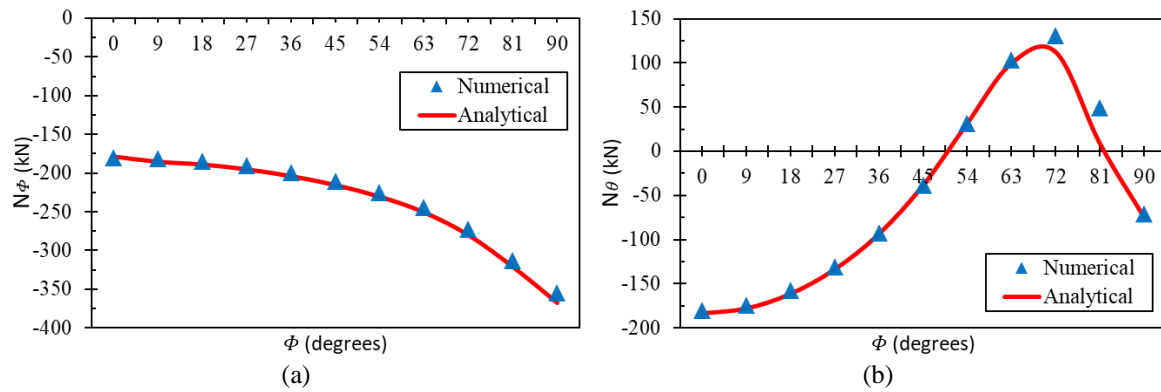 0
-50
-100
-150
-200
-250
-300
-350
-400
0 9 18 27 36 45 54 63 72 81 90
Numerical
Analytical
NΦ (kN)
Φ (degrees)
(a)
150
100
50
0
-50
-100
-150
-200
0 9 18 27 36 45 54 63 72 81 90
Numerical
Analytical
Nθ (kN)
Φ (degrees)
(b)